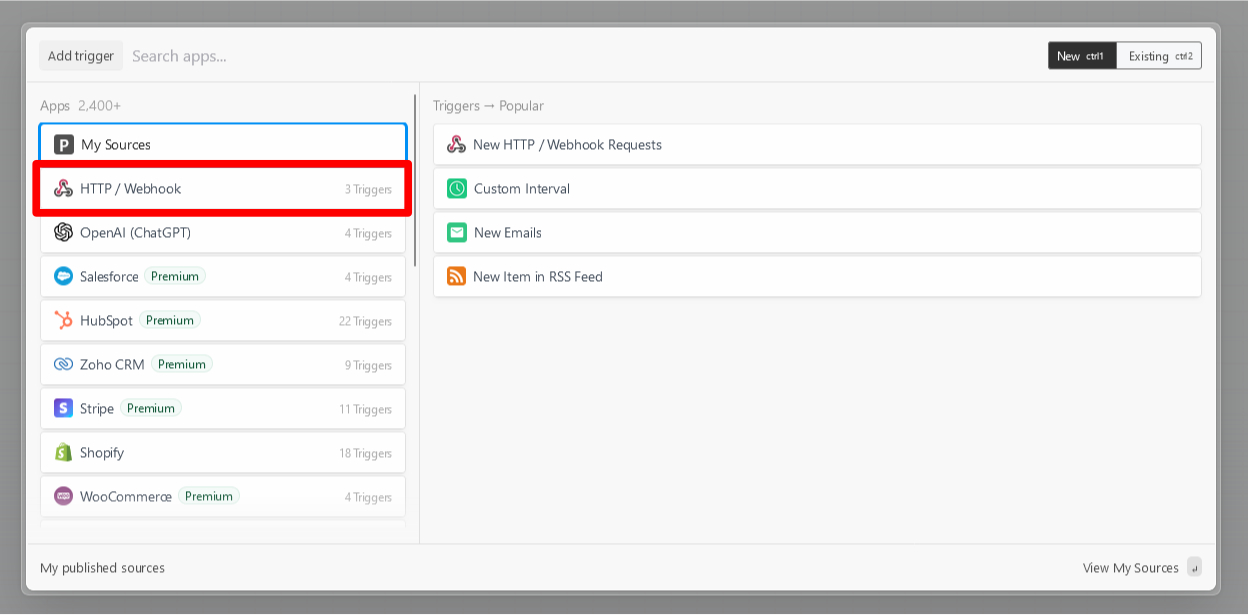 Add trigger Search apps... New ctrl1 Existing ctrl2
Apps 2,400+
My Sources
HTTP / Webhook 3 Triggers
OpenAI (ChatGPT) 4 Triggers
Salesforce Premium 4 Triggers
HubSpot Premium 22 Triggers
Zoho CRM Premium 9 Triggers
Stripe Premium 11 Triggers
Shopify 18 Triggers
WooCommerce Premium 4 Triggers
Triggers → Popular
New HTTP / Webhook Requests
Custom Interval
New Emails
New Item in RSS Feed
My published sources View My Sources ↵